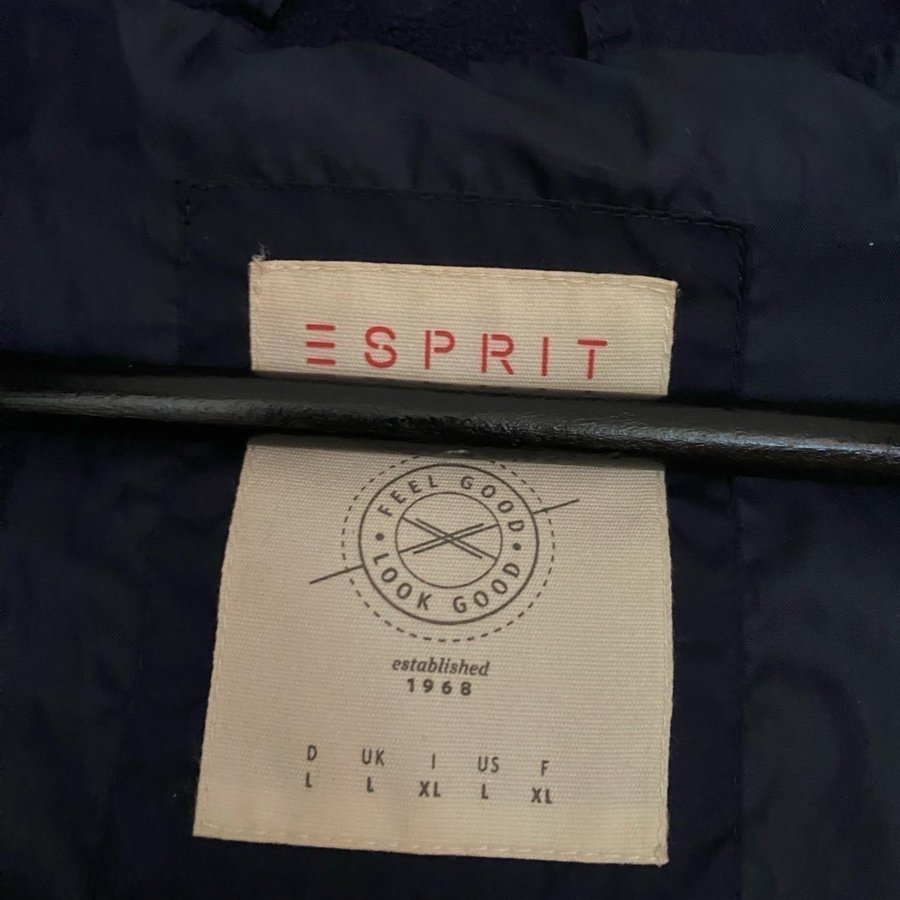 ESPRIT
FEEL GOOD
LOOK GOOD
established
1968
D UK I US F
L L XL L XL